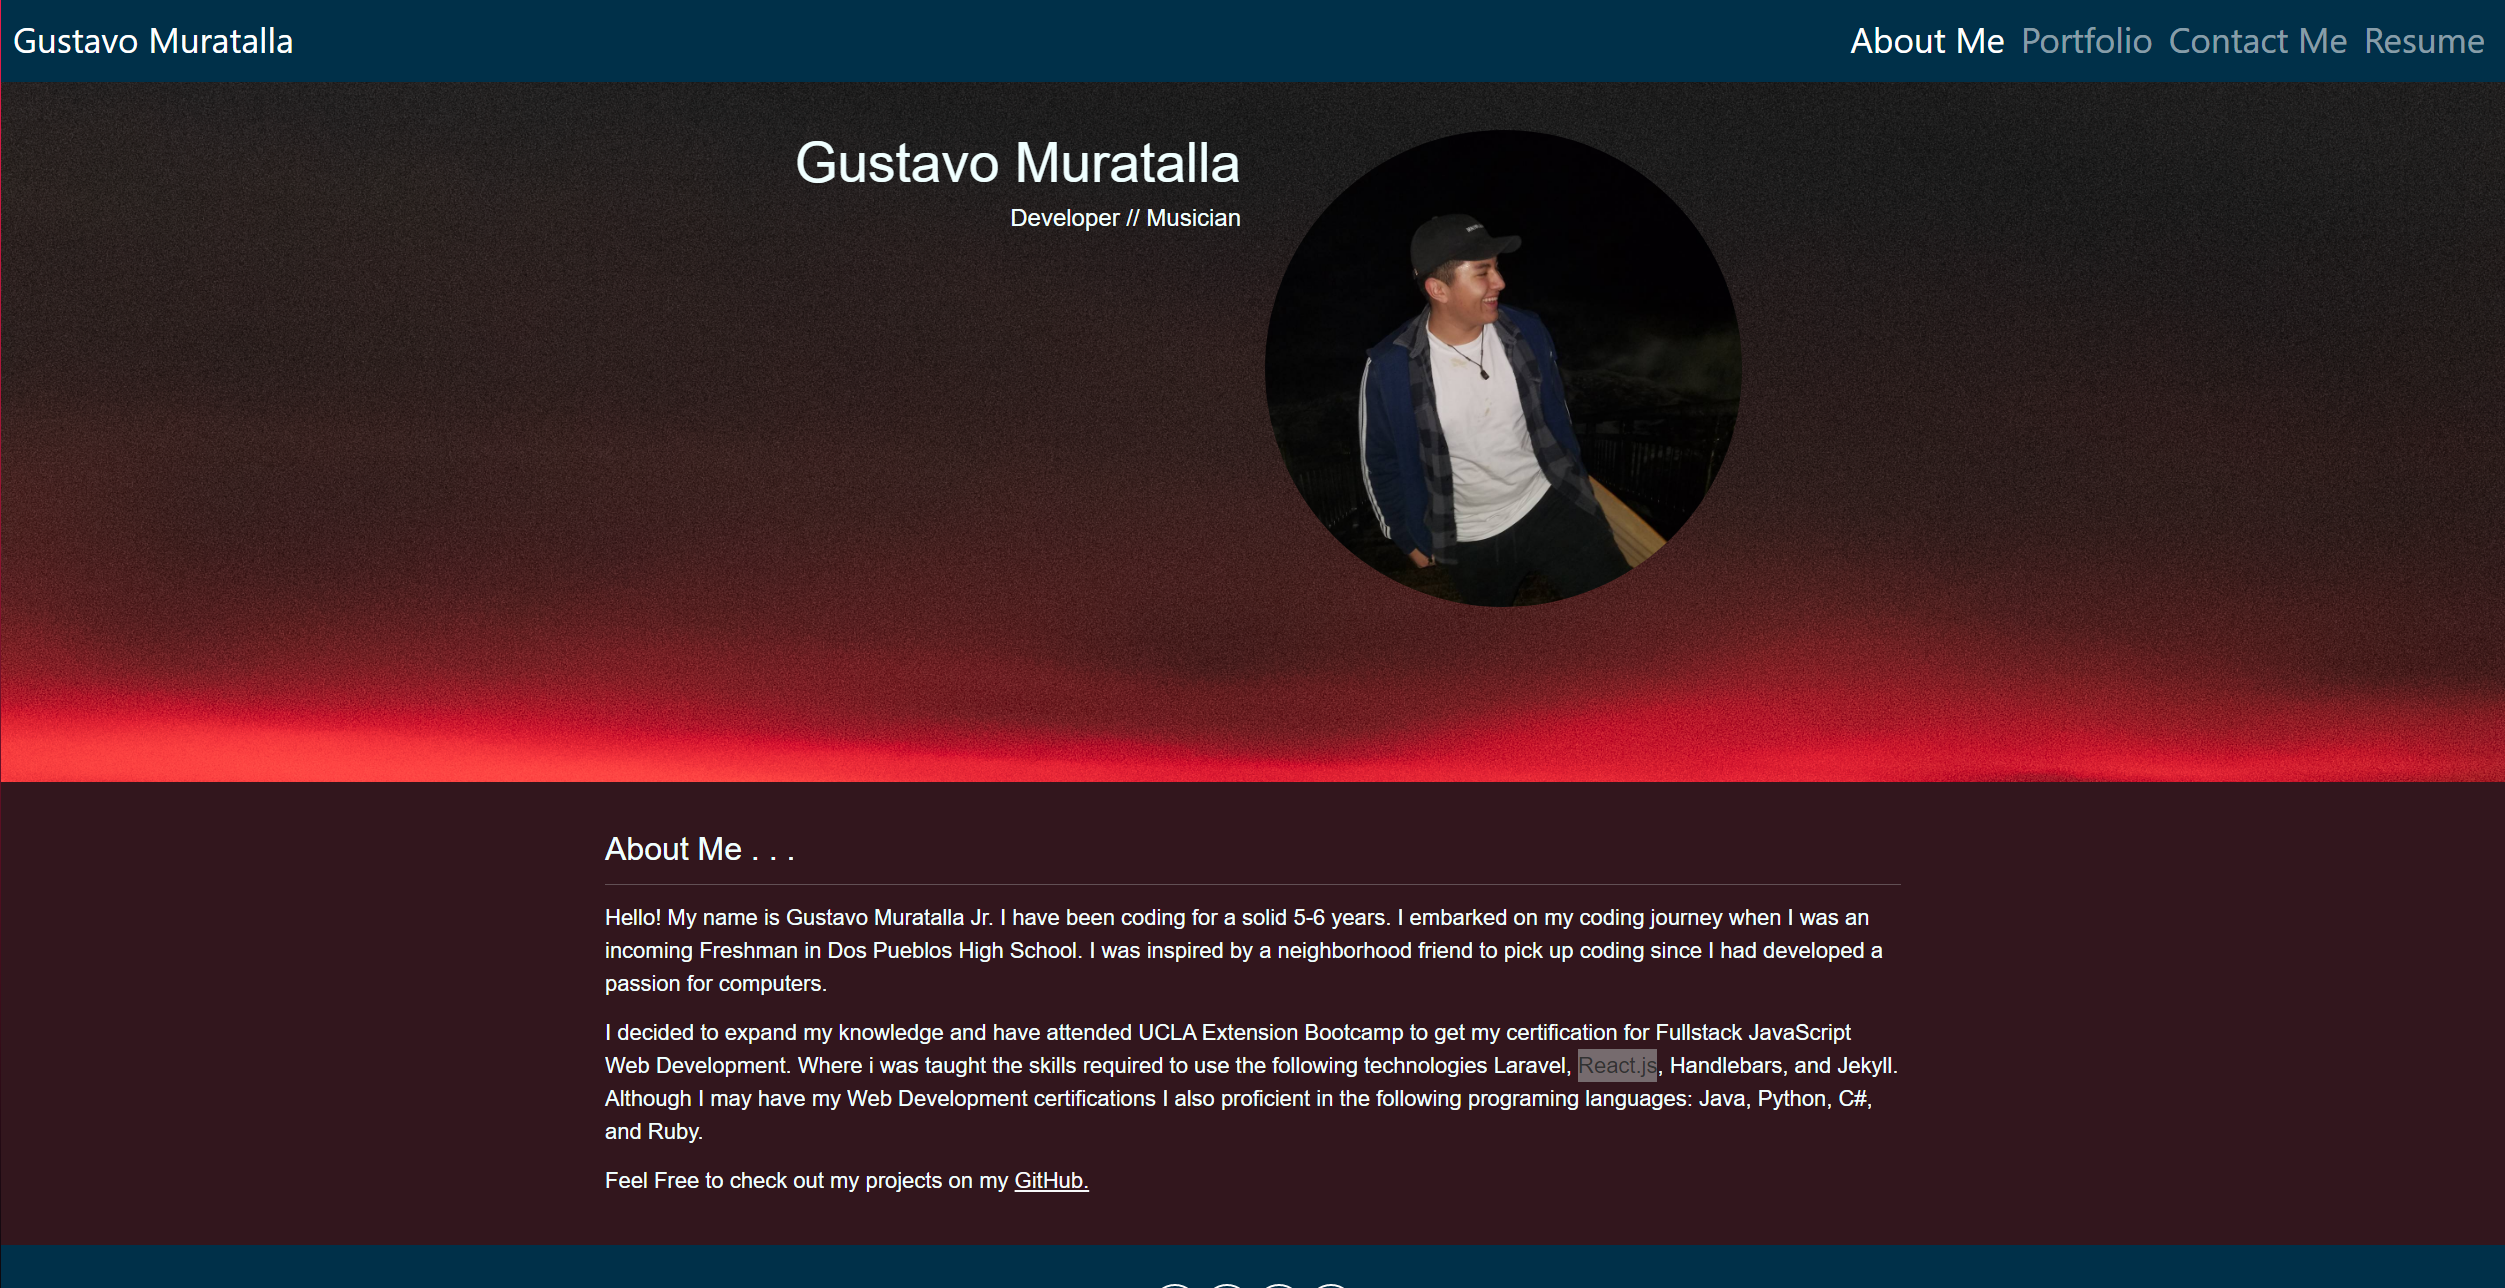 Gustavo Muratalla
About Me Portfolio Contact Me Resume
Gustavo Muratalla
Developer // Musician
About Me . . .
Hello! My name is Gustavo Muratalla Jr. I have been coding for a solid 5-6 years. I embarked on my coding journey when I was an
incoming Freshman in Dos Pueblos High School. I was inspired by a neighborhood friend to pick up coding since I had developed a
passion for computers.
I decided to expand my knowledge and have attended UCLA Extension Bootcamp to get my certification for Fullstack JavaScript
Web Development. Where i was taught the skills required to use the following technologies Laravel, React.js, Handlebars, and Jekyll.
Although I may have my Web Development certifications I also proficient in the following programing languages: Java, Python, C#,
and Ruby.
Feel Free to check out my projects on my GitHub.